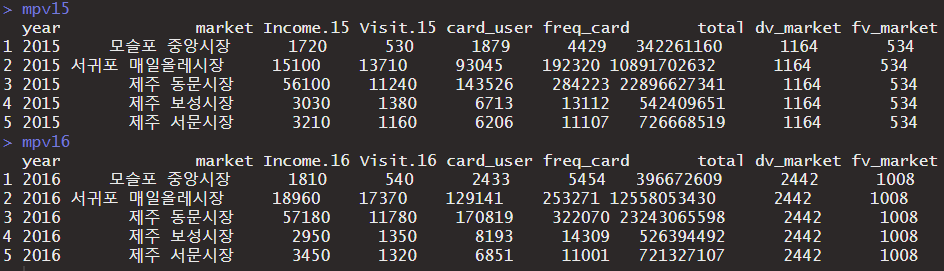 > mpv15
year market Income.15 Visit.15 card_user freq_card total dv_market fv_market
1 2015 모슬포 중앙시장 1720 530 1879 4429 342261160 1164 534
2 2015 서귀포 매일올레시장 15100 13710 93045 192320 10891702632 1164 534
3 2015 제주 동문시장 56100 11240 143526 284223 22896627341 1164 534
4 2015 제주 보성시장 3030 1380 6713 13112 542409651 1164 534
5 2015 제주 서문시장 3210 1160 6206 11107 726668519 1164 534
> mpv16
year market Income.16 Visit.16 card_user freq_card total dv_market fv_market
1 2016 모슬포 중앙시장 1810 540 2433 5454 396672609 2442 1008
2 2016 서귀포 매일올레시장 18960 17370 129141 253271 12558053430 2442 1008
3 2016 제주 동문시장 57180 11780 170819 322070 23243065598 2442 1008
4 2016 제주 보성시장 2950 1350 8193 14309 526394492 2442 1008
5 2016 제주 서문시장 3450 1320 6851 11001 721327107 2442 1008